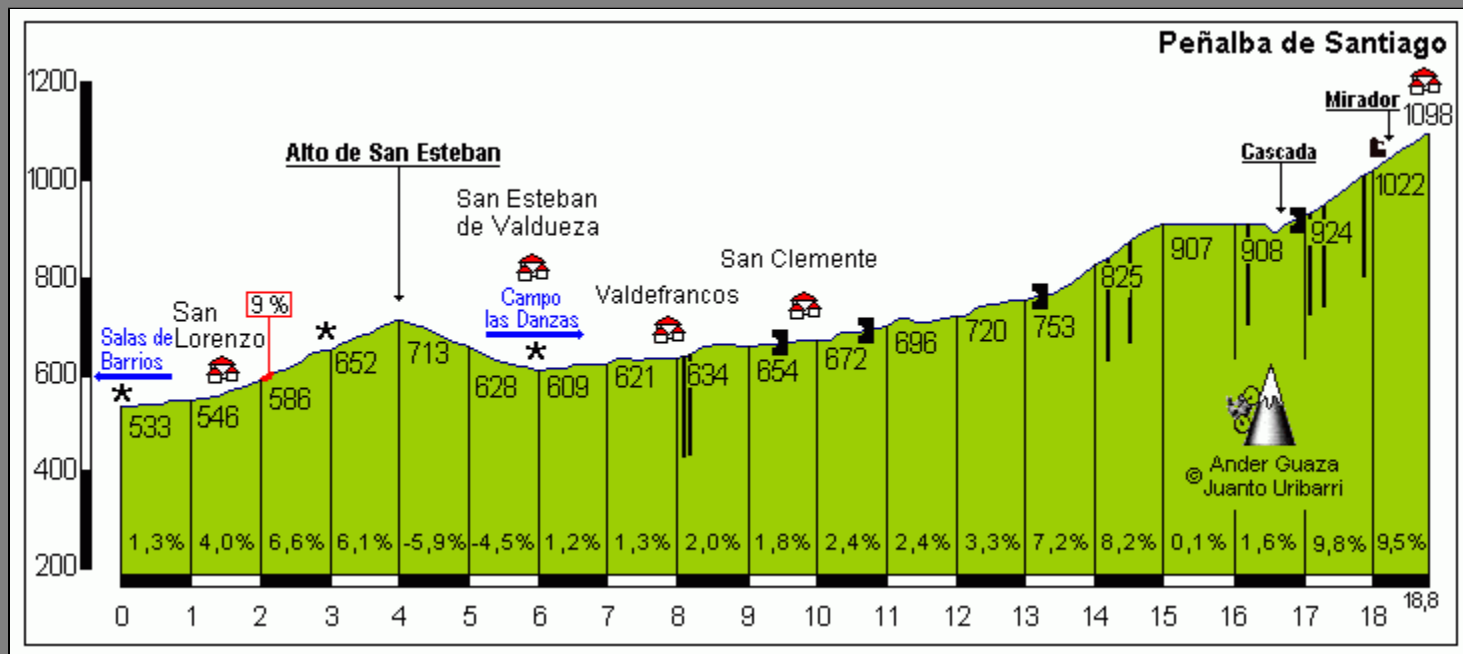 Peñalba de Santiago
1200
1000
800
600
400
200
Mirador
1098
Alto de San Esteban
Cascada
San Esteban
de Valdueza
San Clemente
Campo
las Danzas
Valdefrancos
9 %
San
Lorenzo
Salas de
Barrios
*
*
*
533
546
586
652
713
628
609
621
634
654
672
696
720
753
825
907
908
924
1022
© Ander Guaza
Juanto Uribarri
1,3% 4,0% 6,6% 6,1% -5,9% -4,5% 1,2% 1,3% 2,0% 1,8% 2,4% 2,4% 3,3% 7,2% 8,2% 0,1% 1,6% 9,8% 9,5%
0 1 2 3 4 5 6 7 8 9 10 11 12 13 14 15 16 17 18 18,8